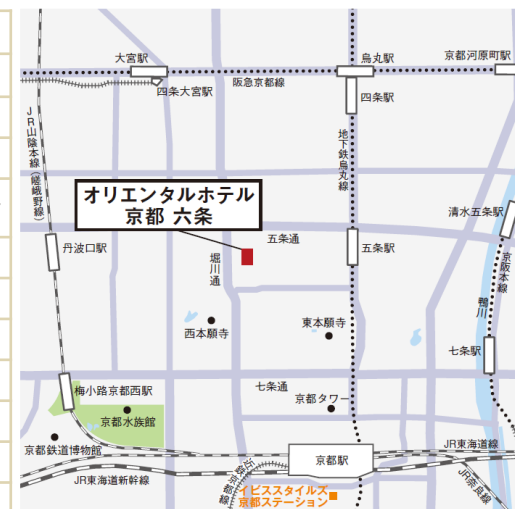 大宮駅
烏丸駅
京都河原町駅
阪急京都線
四条大宮駅
四条駅
JR山陰本線(嵯峨野線)
地下鉄烏丸線
オリエンタルホテル
京都 六条
清水五条駅
五条通
丹波口駅
堀川通
五条駅
京阪本線
鴨川
西本願寺
東本願寺
七条駅
梅小路京都西駅
七条通
京都タワー
京都水族館
京都鉄道博物館
京都駅
JR東海道線
JR東海道新幹線
近鉄京都線
JR奈良線
イビススタイルズ
京都ステーション